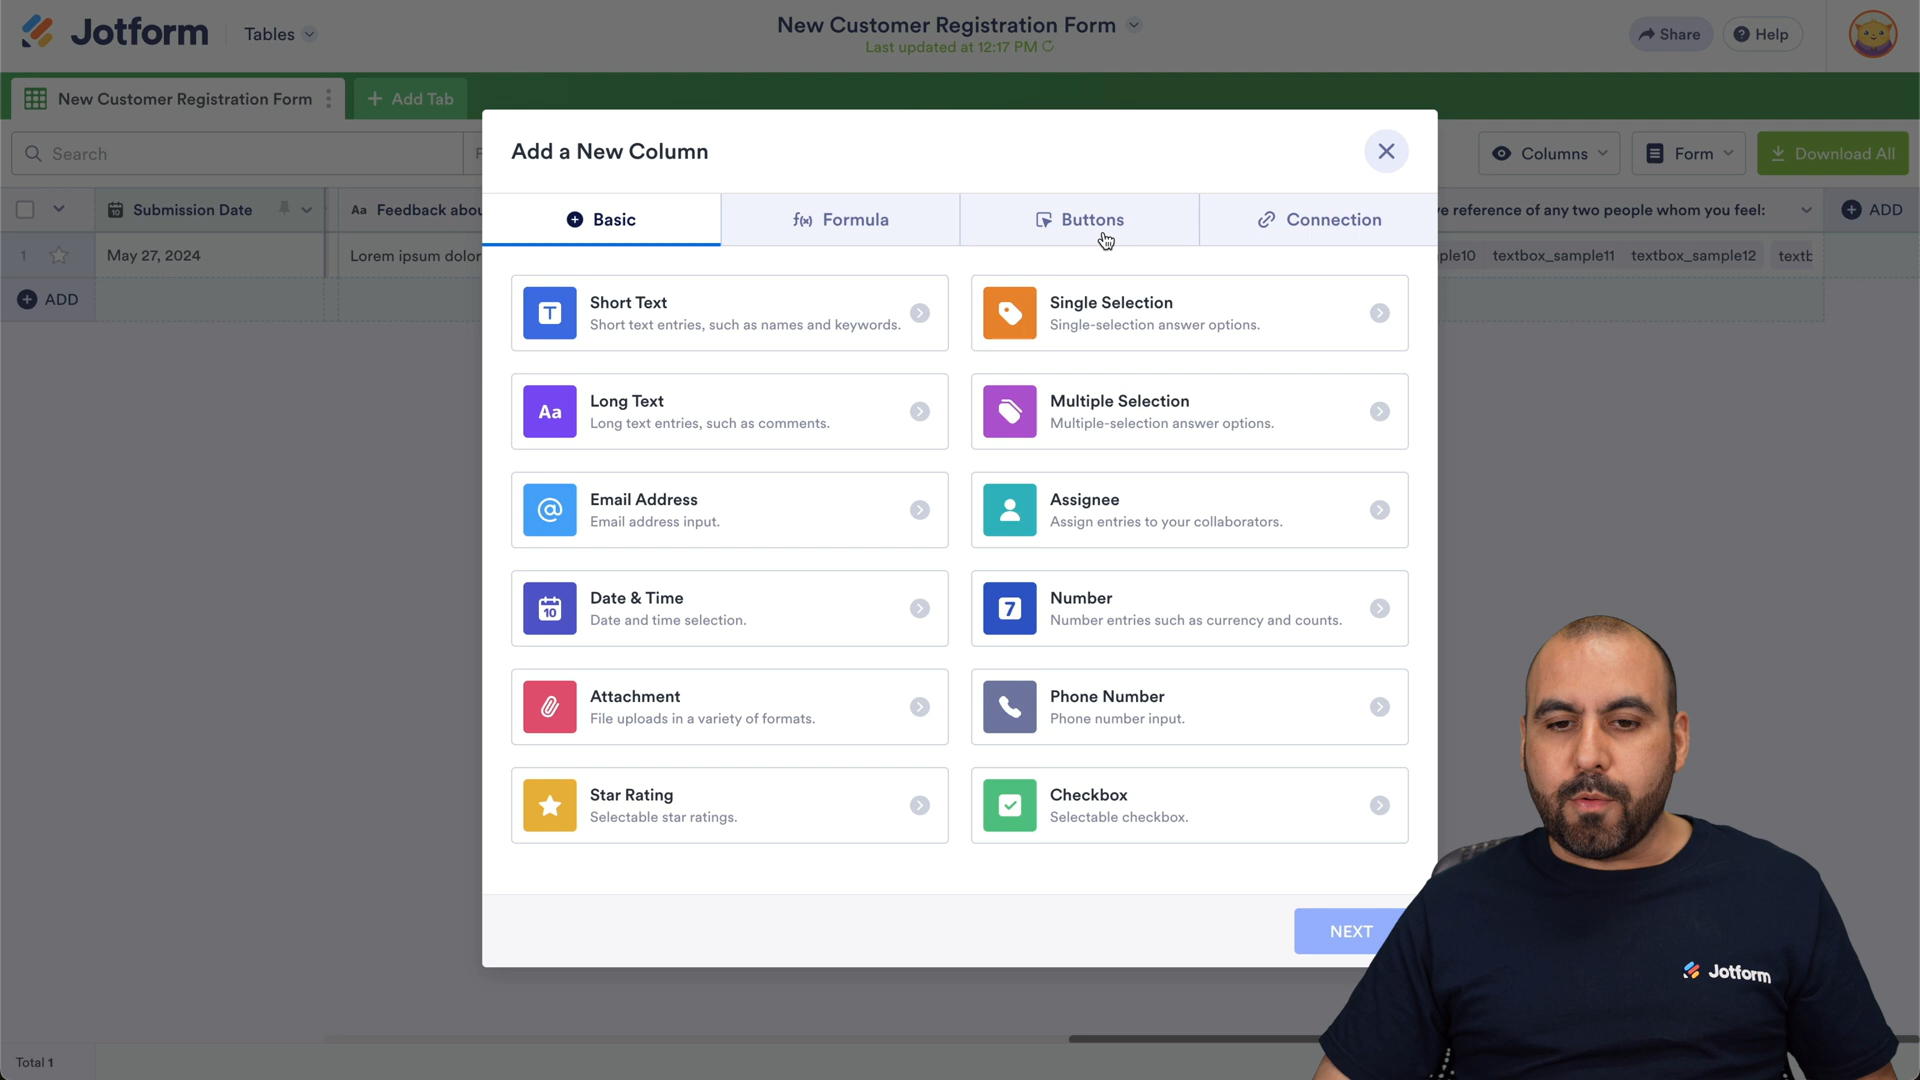 Jotform
Tables
New Customer Registration Form
Last updated at 12:17 PM
Share
Help
New Customer Registration Form
Add Tab
Search
Columns
Form
Download All
Submission Date
Aa Feedback abou
e reference of any two people whom you feel:
ADD
1
May 27, 2024
Lorem ipsum dolor
ple10
textbox_sample11
textbox_sample12
textb
ADD
Add a New Column
Basic
f(x) Formula
Buttons
Connection
T
Short Text
Short text entries, such as names and keywords.
Single Selection
Single-selection answer options.
Aa
Long Text
Long text entries, such as comments.
Multiple Selection
Multiple-selection answer options.
@
Email Address
Email address input.
Assignee
Assign entries to your collaborators.
10
Date & Time
Date and time selection.
7
Number
Number entries such as currency and counts.
Attachment
File uploads in a variety of formats.
Phone Number
Phone number input.
Star Rating
Selectable star ratings.
Checkbox
Selectable checkbox.
NEXT
Jotform
Total 1